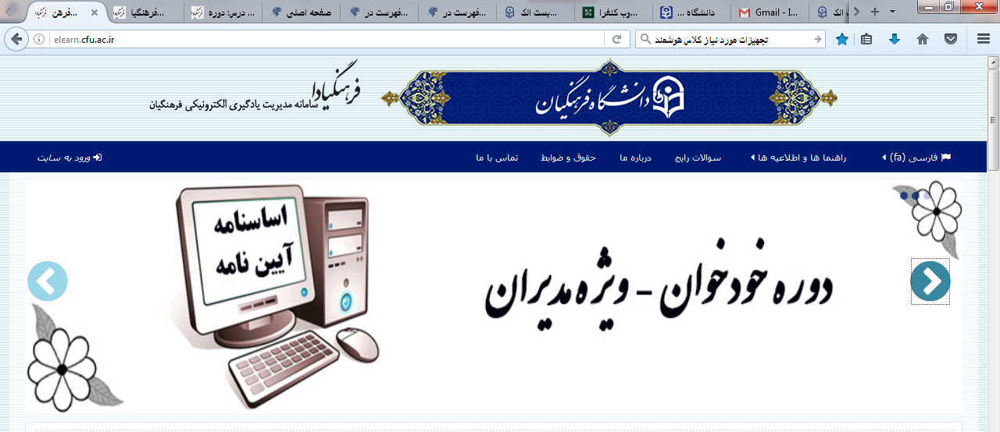 فرهن...
فرهنگیا...
درس: دوره...
صفحه اصلی
فهرست در...
فهرست در...
پست الک...
وب کنفرا...
دانشگاه ...
Gmail - I...
ت الک
elearn.cfu.ac.ir
تجهیزات مورد نیاز کلاس هوشمند
دانشگاه فرهنگیان
فرهنگیادا
سامانه مدیریت یادگیری الکترونیکی فرهنگیان
فارسی (fa)
راهنما ها و اطلاعیه ها
سوالات رایج
درباره ما
حقوق و ضوابط
تماس با ما
ورود به سایت
اساسنامه
آیین نامه
دوره خودخوان - ویژه مدیران